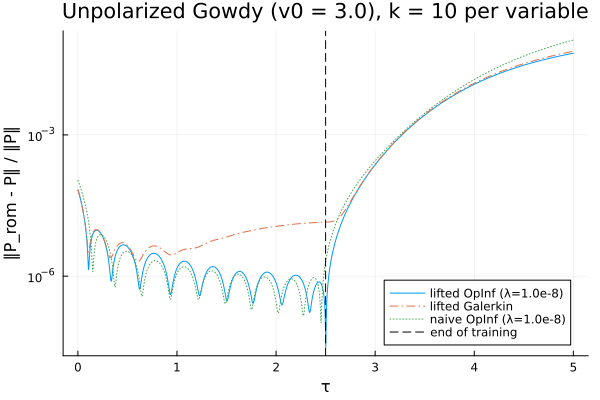 Unpolarized Gowdy (v0 = 3.0), k = 10 per variable
‖P_rom - P‖ / ‖P‖
10⁻³
10⁻⁶
lifted OpInf (λ=1.0e-8)
lifted Galerkin
naive OpInf (λ=1.0e-8)
end of training
0 1 2 3 4 5
τ